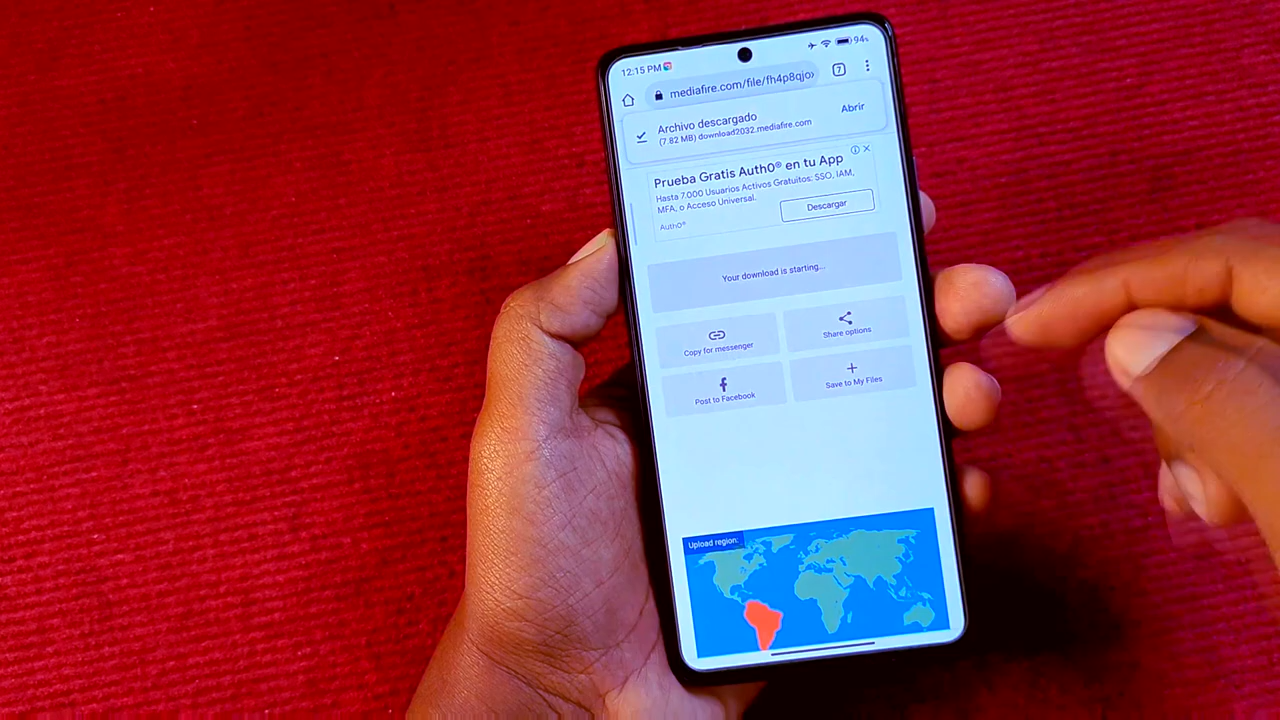 12:15 PM
94%
mediafire.com/file/fh4p8qjo
7
Archivo descargado
(7.82 MB) download2032.mediafire.com
Abrir
Prueba Gratis Auth0® en tu App
Hasta 7.000 Usuarios Activos Gratuitos: SSO, IAM,
MFA, o Acceso Universal.
Auth0®
Descargar
Your download is starting...
Copy for messenger
Share options
Post to Facebook
Save to My Files
Upload region: